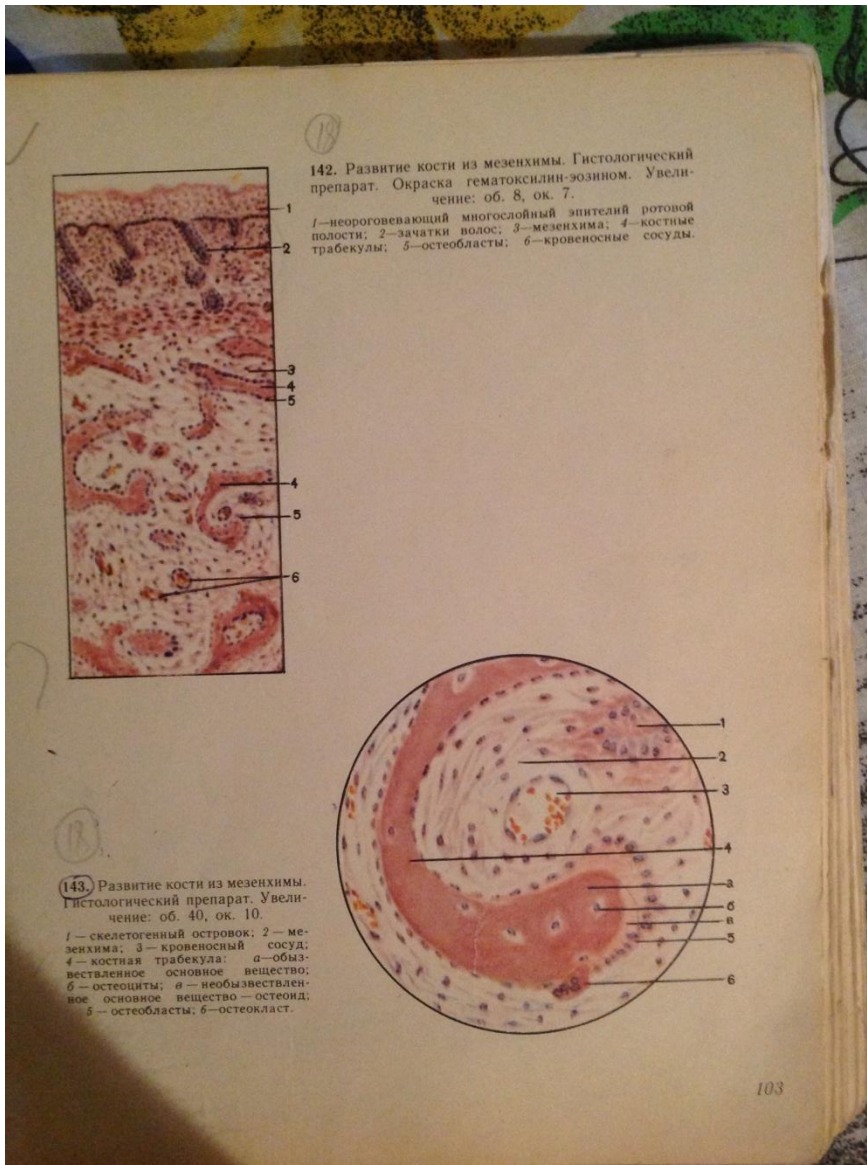 18
142. Развитие кости из мезенхимы. Гистологический
препарат. Окраска гематоксилин-эозином. Увели-
чение: об. 8, ок. 7.
1—неороговевающий многослойный эпителий ротовой
полости; 2—зачатки волос; 3—мезенхима; 4—костные
трабекулы; 5—остеобласты; 6—кровеносные сосуды.
1
2
3
4
5
4
5
6
1
2
3
4
а
б
в
5
6
18
143. Развитие кости из мезенхимы.
Гистологический препарат. Увели-
чение: об. 40, ок. 10.
1 — скелетогенный островок; 2 — ме-
зенхима; 3 — кровеносный сосуд;
4 — костная трабекула: а—обыз-
вествленное основное вещество;
б — остеоциты; в — необызвествлен-
ное основное вещество — остеоид;
5 — остеобласты; 6—остеокласт.
103